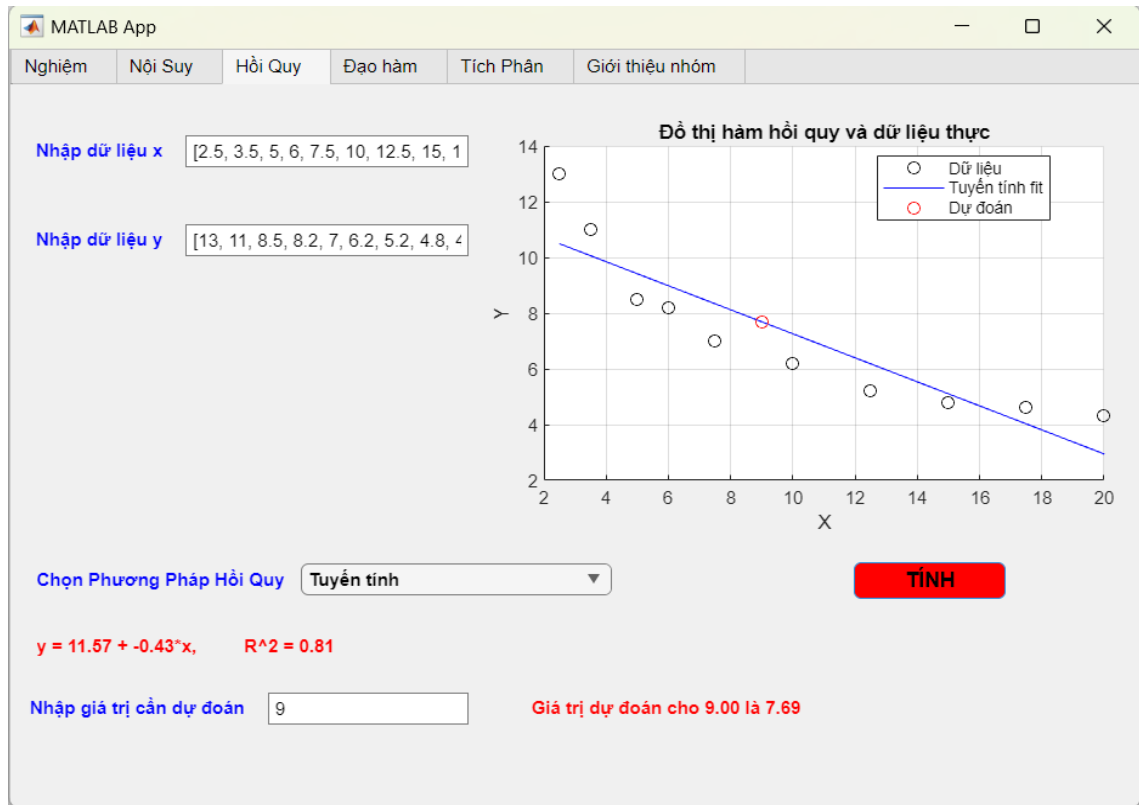 MATLAB App
Nghiệm Nội Suy Hồi Quy Đạo hàm Tích Phân Giới thiệu nhóm
Nhập dữ liệu x [2.5, 3.5, 5, 6, 7.5, 10, 12.5, 15, 1
Nhập dữ liệu y [13, 11, 8.5, 8.2, 7, 6.2, 5.2, 4.8, 4
Đồ thị hàm hồi quy và dữ liệu thực
Dữ liệu
Tuyến tính fit
Dự đoán
14
12
10
8
6
4
2
Y
2 4 6 8 10 12 14 16 18 20
X
Chọn Phương Pháp Hồi Quy Tuyến tính TÍNH
y = 11.57 + -0.43*x, R^2 = 0.81
Nhập giá trị cần dự đoán 9 Giá trị dự đoán cho 9.00 là 7.69